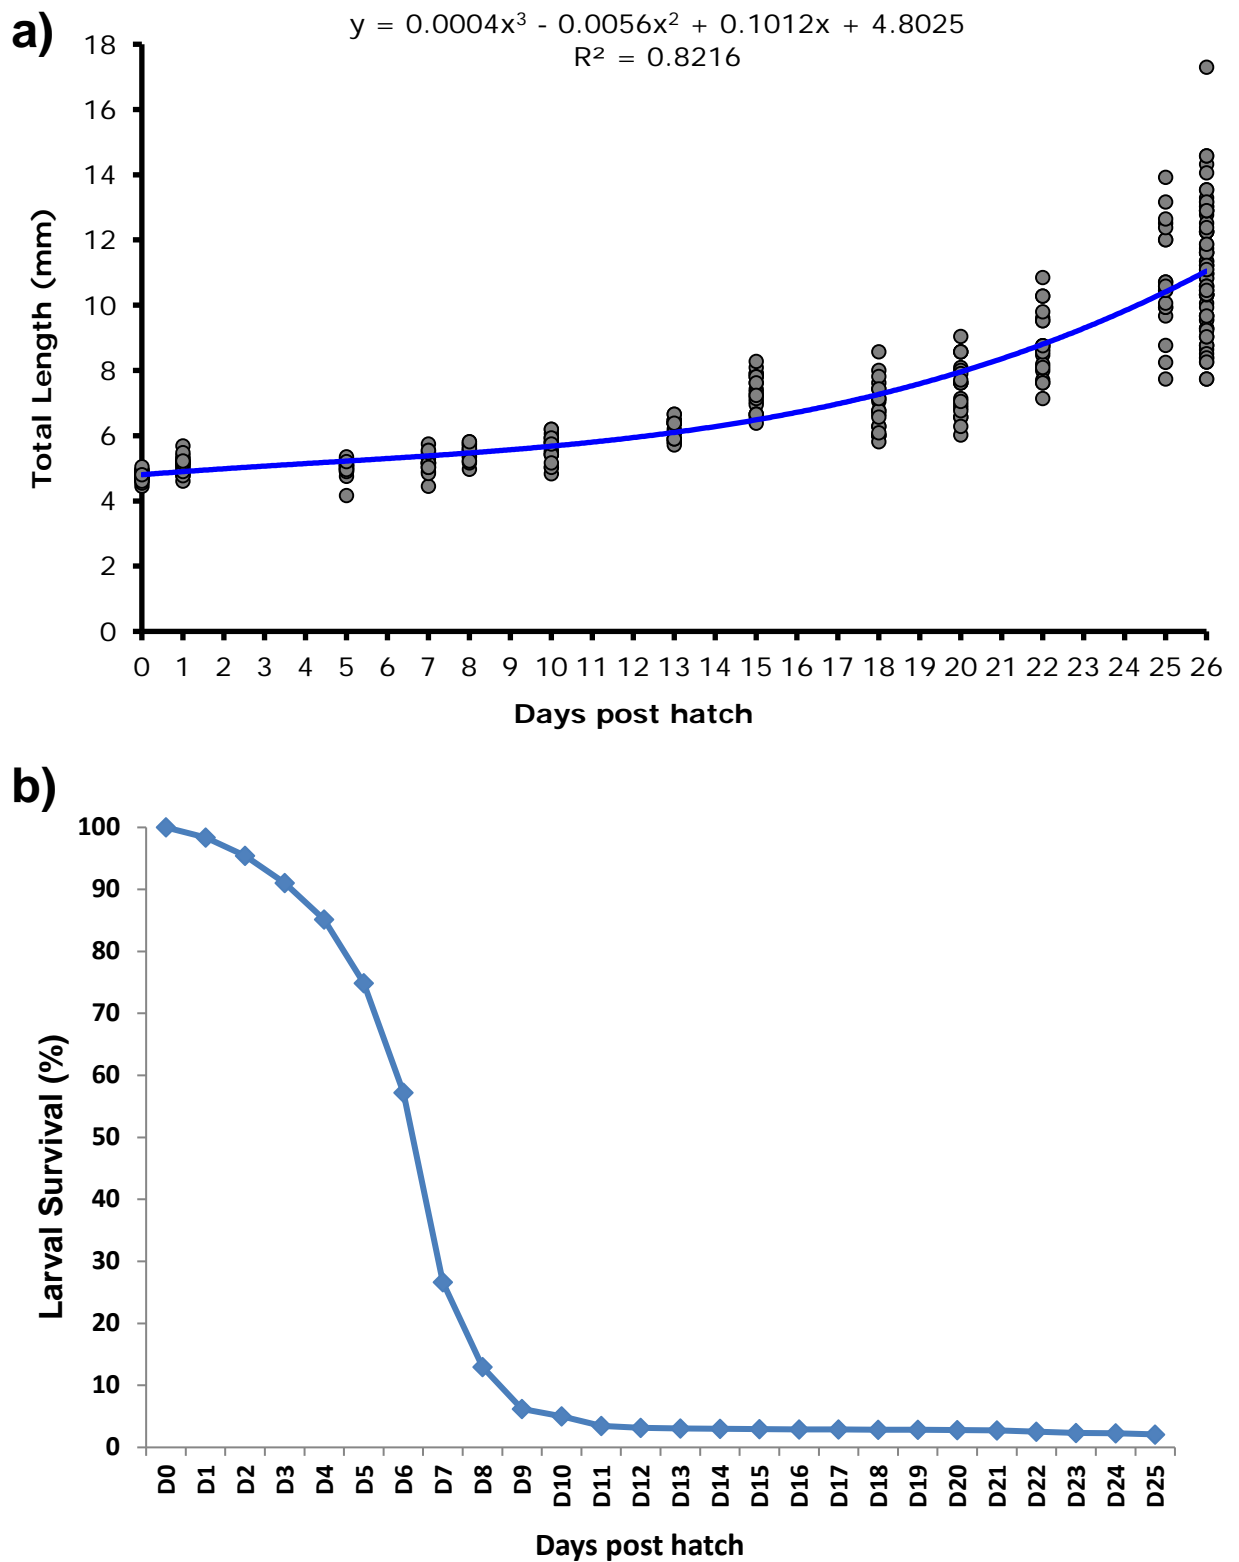 a)
y = 0.0004x³ - 0.0056x² + 0.1012x + 4.8025
R² = 0.8216
18
16
14
12
10
8
6
4
2
0
Total Length (mm)
0 1 2 3 4 5 6 7 8 9 10 11 12 13 14 15 16 17 18 19 20 21 22 23 24 25 26
Days post hatch
b)
100
90
80
70
60
50
40
30
20
10
0
Larval Survival (%)
D0 D1 D2 D3 D4 D5 D6 D7 D8 D9 D10 D11 D12 D13 D14 D15 D16 D17 D18 D19 D20 D21 D22 D23 D24 D25
Days post hatch